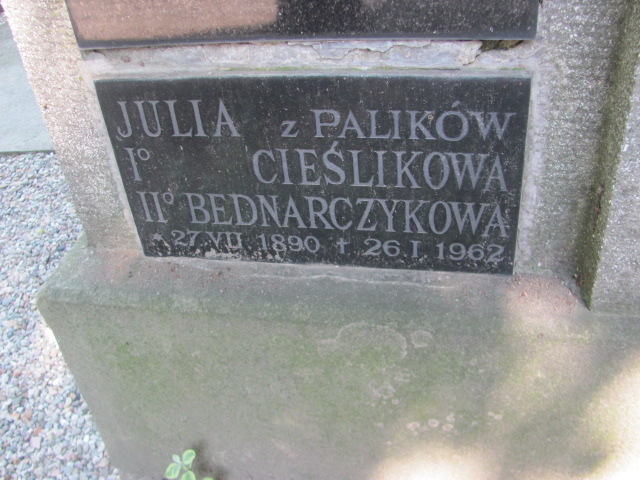 JULIA z PALIKÓW
I° CIEŚLIKOWA
II° BEDNARCZYKOWA
* 27 VII 1890 † 26 I 1962